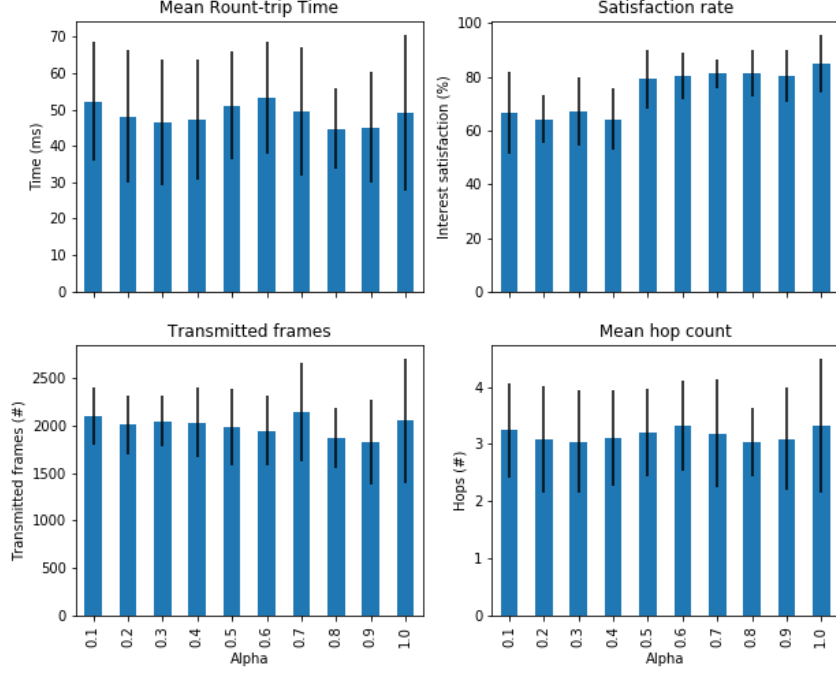 Mean Rount-trip Time
Time (ms)
70
60
50
40
30
20
10
0
Satisfaction rate
Interest satisfaction (%)
100
80
60
40
20
0
Transmitted frames
Transmitted frames (#)
2500
2000
1500
1000
500
0
0.1 0.2 0.3 0.4 0.5 0.6 0.7 0.8 0.9 1.0
Alpha
Mean hop count
Hops (#)
4
3
2
1
0
0.1 0.2 0.3 0.4 0.5 0.6 0.7 0.8 0.9 1.0
Alpha